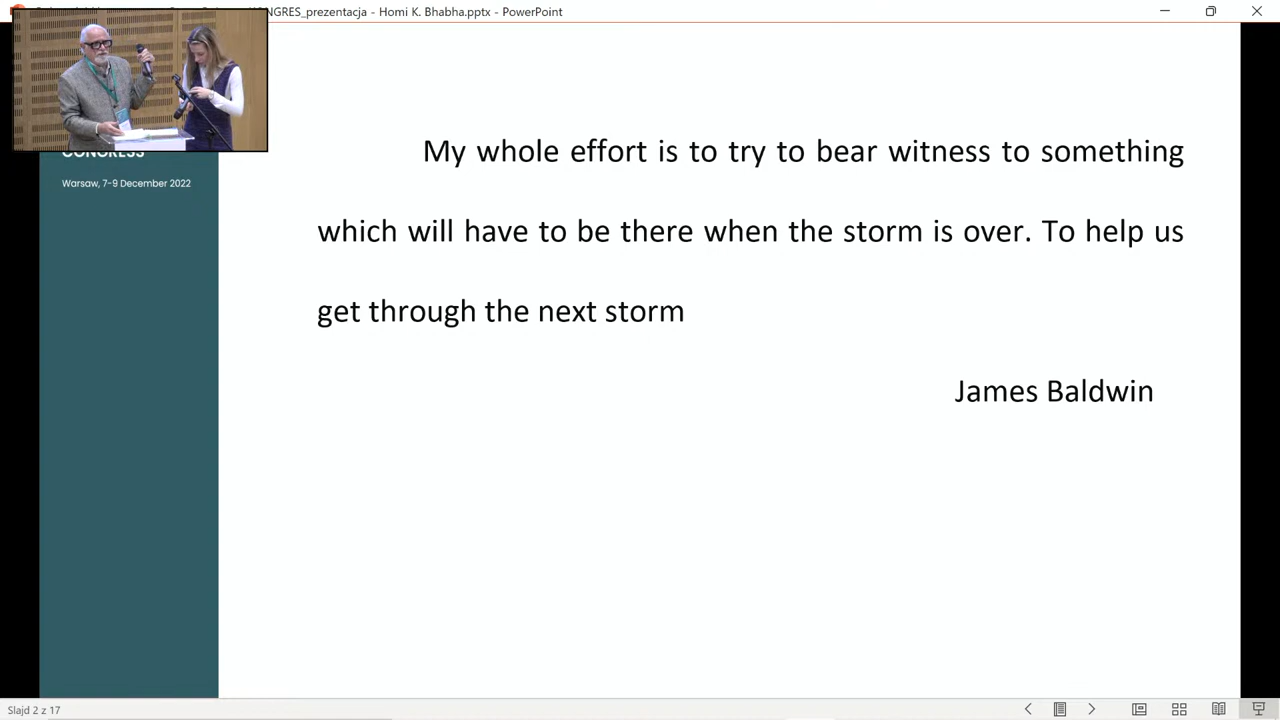 KONGRES_prezentacja - Homi K. Bhabha.pptx - PowerPoint
CONGRESS
Warsaw, 7-9 December 2022
My whole effort is to try to bear witness to something
which will have to be there when the storm is over. To help us
get through the next storm
James Baldwin
Slajd 2 z 17